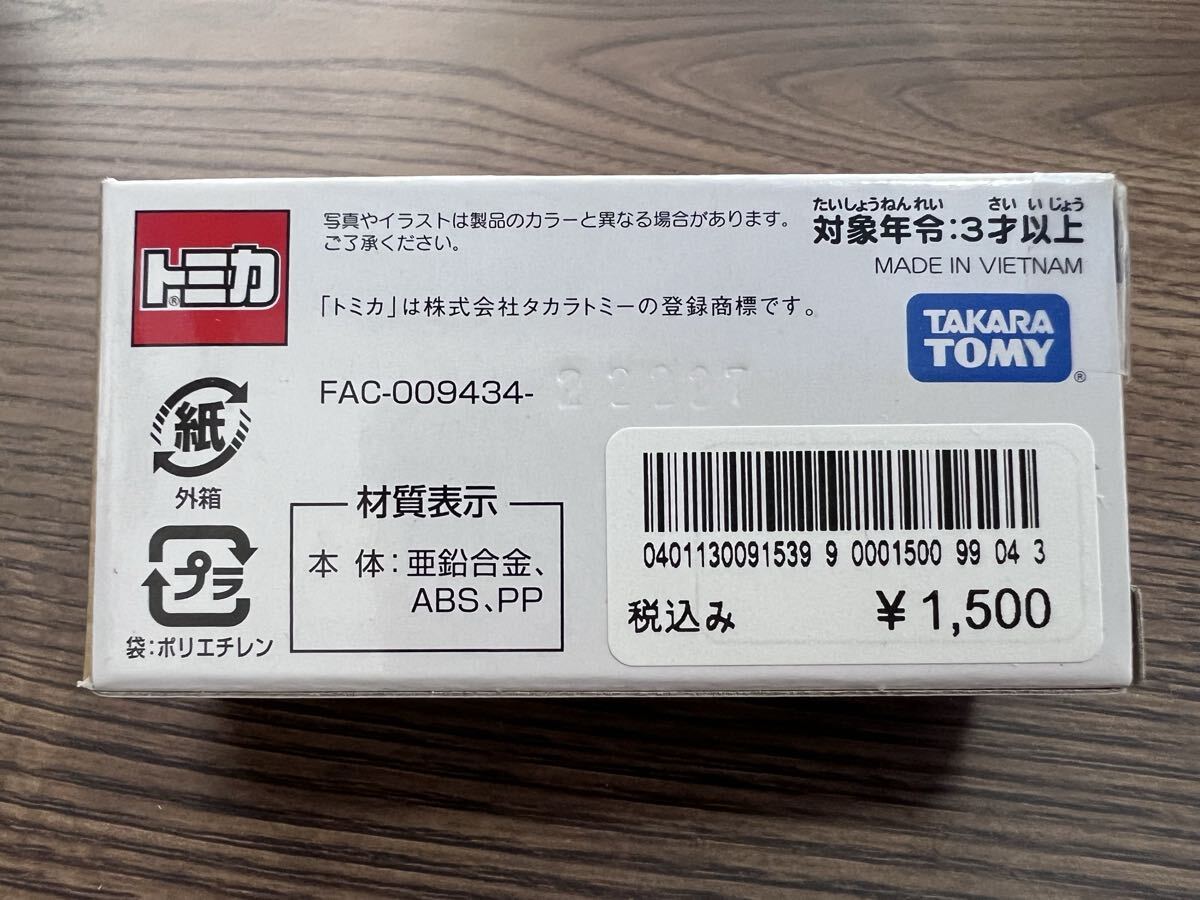 トミカ®
写真やイラストは製品のカラーと異なる場合があります。
ご了承ください。
「トミカ」は株式会社タカラトミーの登録商標です。
たいしょうねんれい さいいじょう
対象年令:3才以上
MADE IN VIETNAM
TAKARA
TOMY®
FAC-009434-
紙
外箱
プラ
袋:ポリエチレン
材質表示
本 体:亜鉛合金、
ABS、PP
0401130091539 9 0001500 99 04 3
税込み ¥1,500